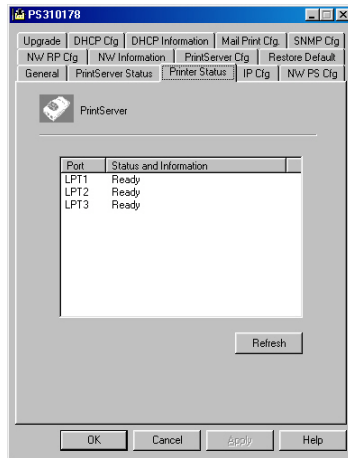 PS310178
Upgrade DHCP Cfg DHCP Information Mail Print Cfg. SNMP Cfg
NW RP Cfg NW Information PrintServer Cfg Restore Default
General PrintServer Status Printer Status IP Cfg NW PS Cfg
PrintServer
Port Status and Information
LPT1 Ready
LPT2 Ready
LPT3 Ready
Refresh
OK Cancel Apply Help